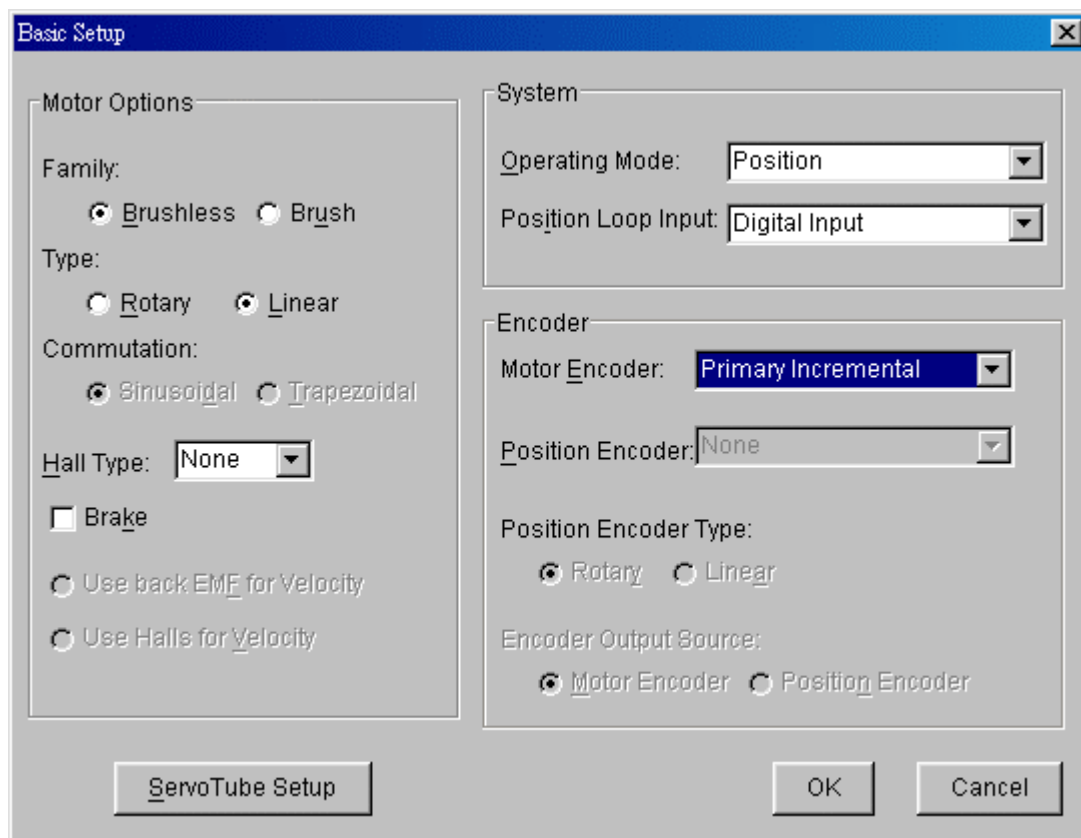 Basic Setup
Motor Options
Family:
Brushless Brush
Type:
Rotary Linear
Commutation:
Sinusoidal Trapezoidal
Hall Type: None
Brake
Use back EMF for Velocity
Use Halls for Velocity
System
Operating Mode: Position
Position Loop Input: Digital Input
Encoder
Motor Encoder: Primary Incremental
Position Encoder: None
Position Encoder Type:
Rotary Linear
Encoder Output Source:
Motor Encoder Position Encoder
ServoTube Setup OK Cancel